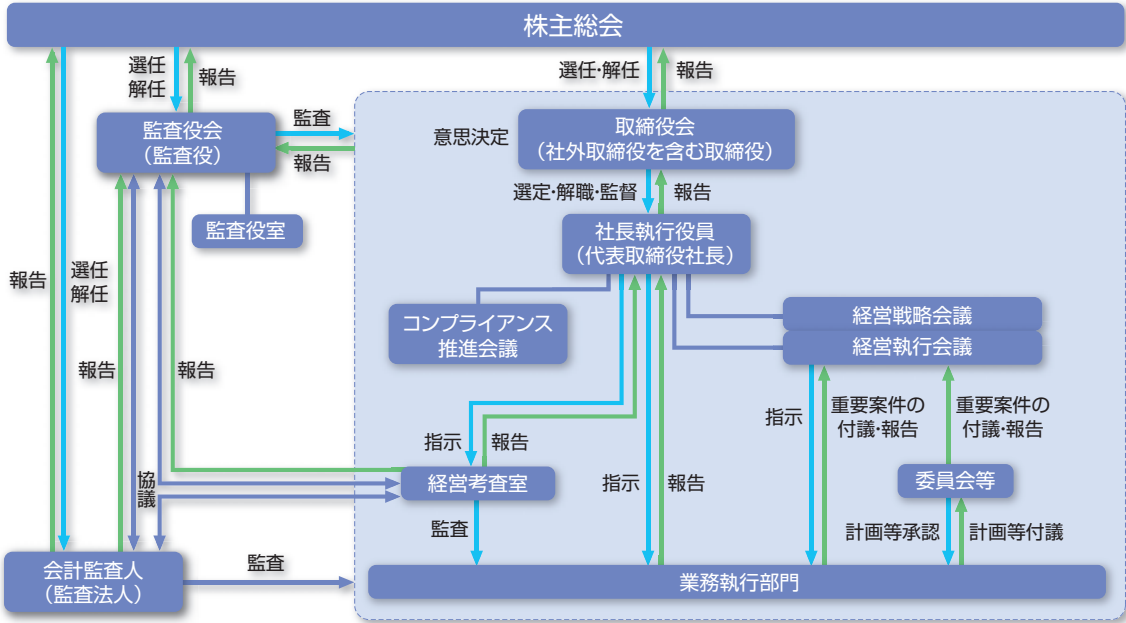 株主総会
選任
解任
報告
選任・解任
報告
監査役会
(監査役)
監査
報告
意思決定
取締役会
(社外取締役を含む取締役)
選定・解職・監督
報告
監査役室
社長執行役員
(代表取締役社長)
報告
選任
解任
コンプライアンス
推進会議
経営戦略会議
経営執行会議
報告
報告
指示
報告
指示
重要案件の
付議・報告
重要案件の
付議・報告
協議
経営考査室
指示
報告
委員会等
監査
計画等承認
計画等付議
会計監査人
(監査法人)
監査
業務執行部門